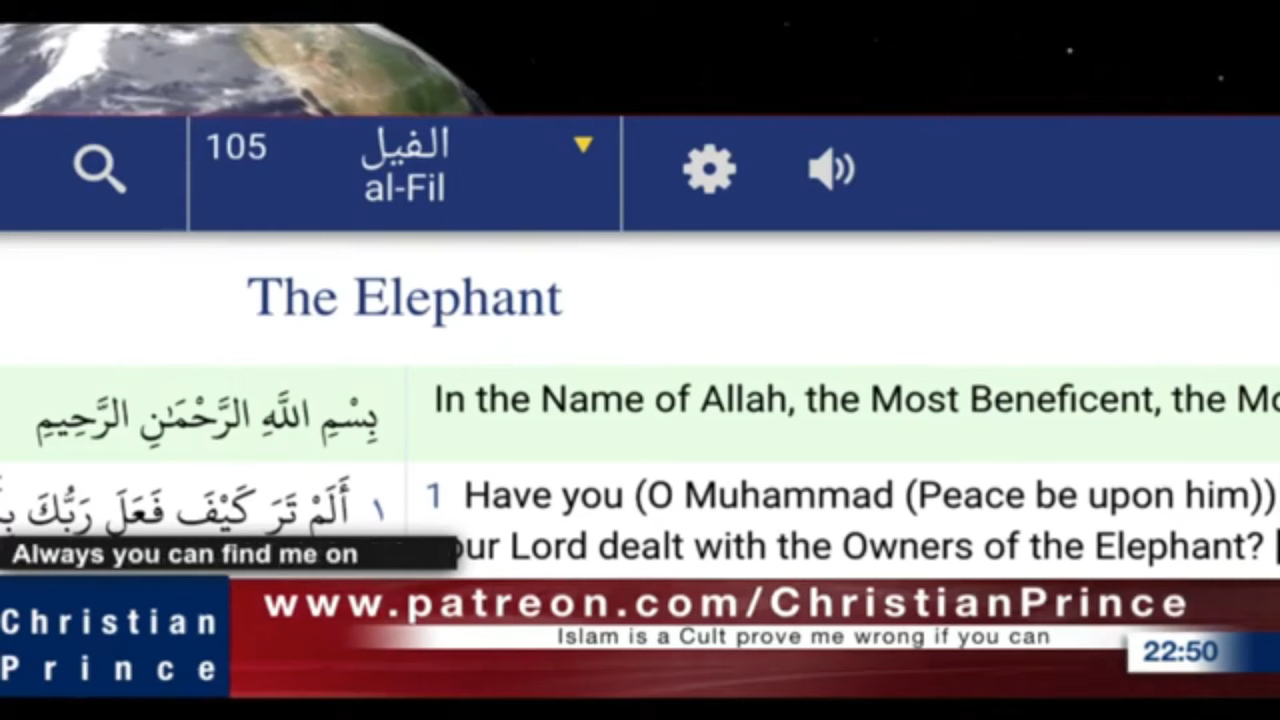 105
الفيل
al-Fil
The Elephant
بِسْمِ اللَّهِ الرَّحْمَٰنِ الرَّحِيمِ
In the Name of Allah, the Most Beneficent, the
١ أَلَمْ تَرَ كَيْفَ فَعَلَ رَبُّكَ
1 Have you (O Muhammad (Peace be upon him))
Lord dealt with the Owners of the Elephant?
Always you can find me on
www.patreon.com/ChristianPrince
Islam is a Cult prove me wrong if you can
Christian
Prince
22:50